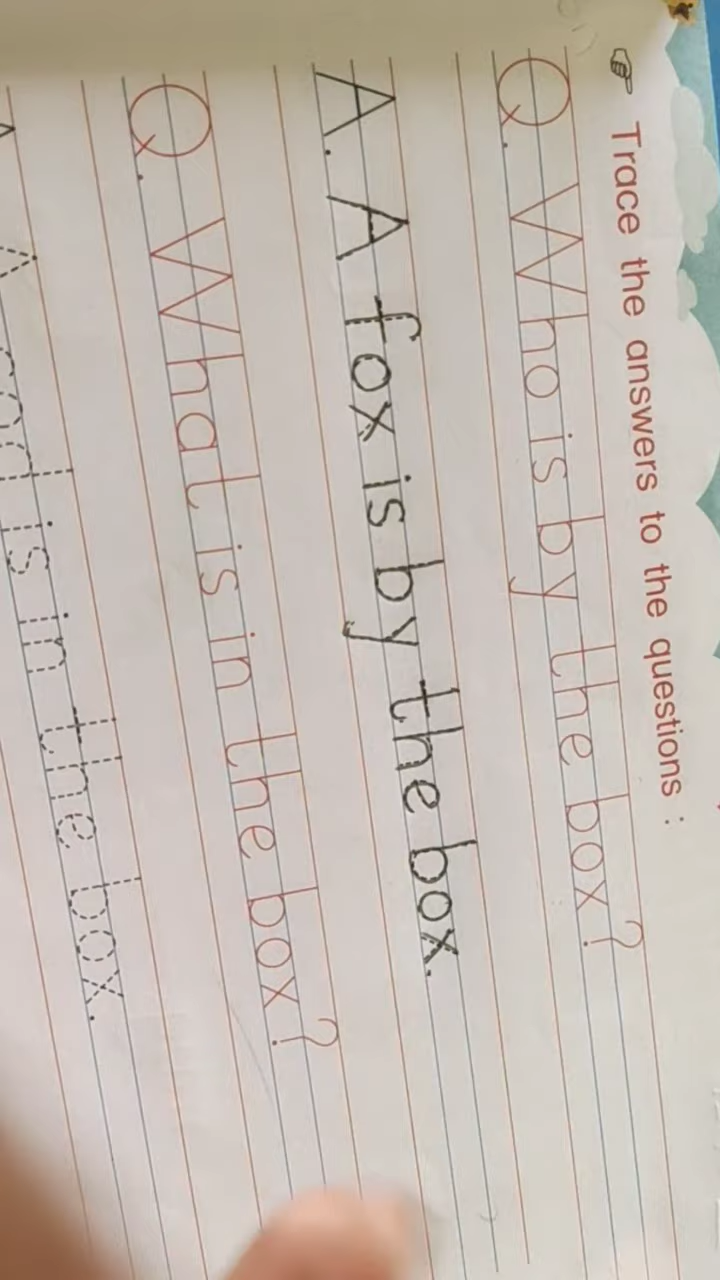 Trace the answers to the questions :
Q. Who is by the box?
A. A fox is by the box.
Q. What is in the box?
is in the box.